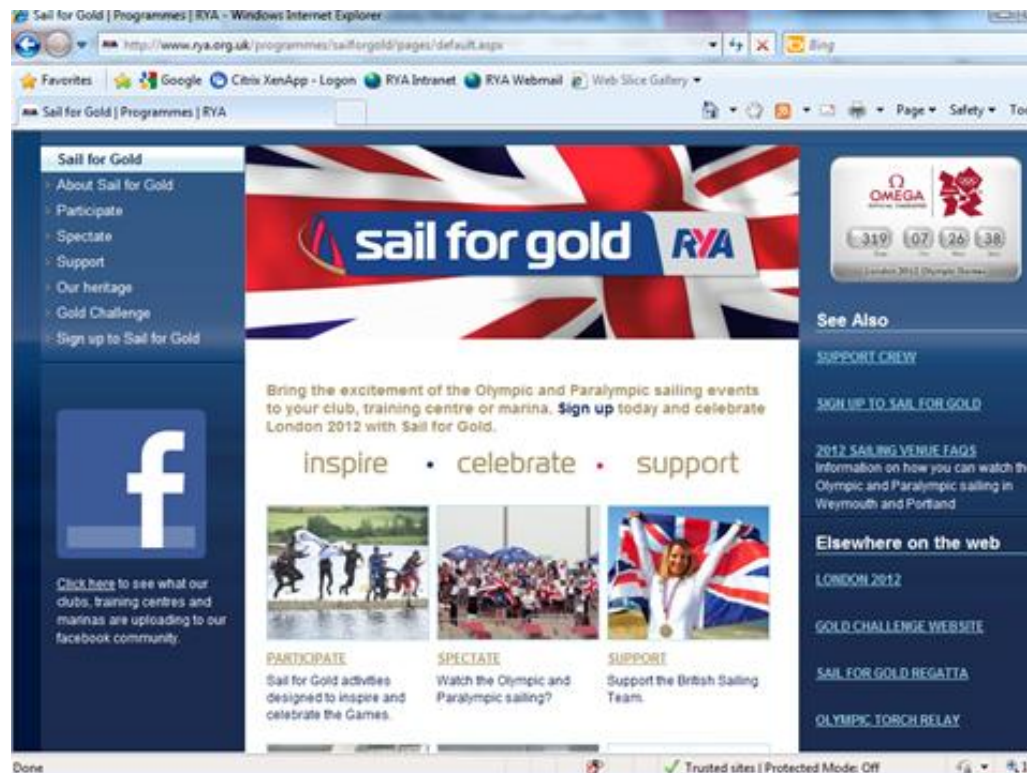 Sail for Gold | Programmes | RYA - Windows Internet Explorer
http://www.rya.org.uk/programmes/sailforgold/pages/default.aspx
Bing
Favorites Google Citrix XenApp - Logon RYA Intranet RYA Webmail Web Slice Gallery
Sail for Gold | Programmes | RYA
Page Safety
Sail for Gold
About Sail for Gold
Participate
Spectate
Support
Our heritage
Gold Challenge
Sign up to Sail for Gold
f
Click here to see what our
clubs, training centres and
marinas are uploading to our
facebook community.
sail for gold RYA
Bring the excitement of the Olympic and Paralympic sailing events
to your club, training centre or marina. Sign up today and celebrate
London 2012 with Sail for Gold.
inspire • celebrate • support
PARTICIPATE
Sail for Gold activities
designed to inspire and
celebrate the Games.
SPECTATE
Watch the Olympic and
Paralympic sailing?
SUPPORT
Support the British Sailing
Team.
Ω
OMEGA
319 07 26 38
See Also
SUPPORT CREW
SIGN UP TO SAIL FOR GOLD
2012 SAILING VENUE FAQS
Information on how you can watch
Olympic and Paralympic sailing in
Weymouth and Portland
Elsewhere on the web
LONDON 2012
GOLD CHALLENGE WEBSITE
SAIL FOR GOLD REGATTA
OLYMPIC TORCH RELAY
Done
Trusted sites | Protected Mode: Off